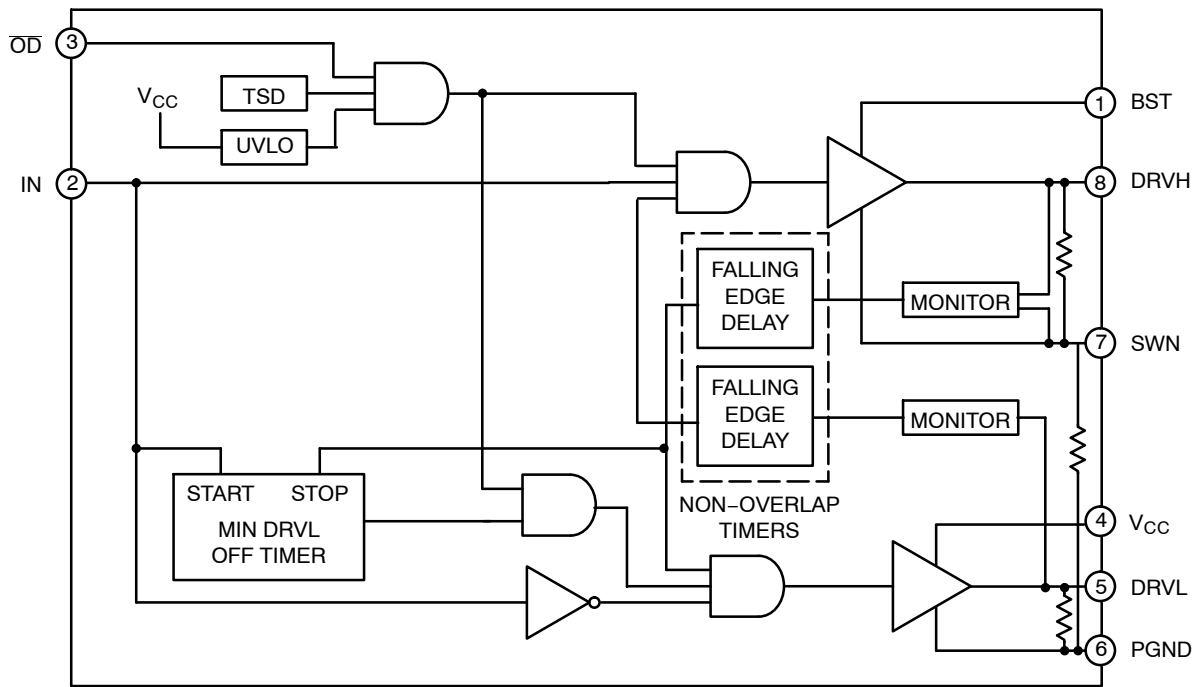 OD
3
TSD
VCC
UVLO
IN
2
1
BST
8
DRVH
FALLING
EDGE
DELAY
MONITOR
7
SWN
FALLING
EDGE
DELAY
MONITOR
NON−OVERLAP
TIMERS
START STOP
MIN DRVL
OFF TIMER
4
VCC
5
DRVL
6
PGND